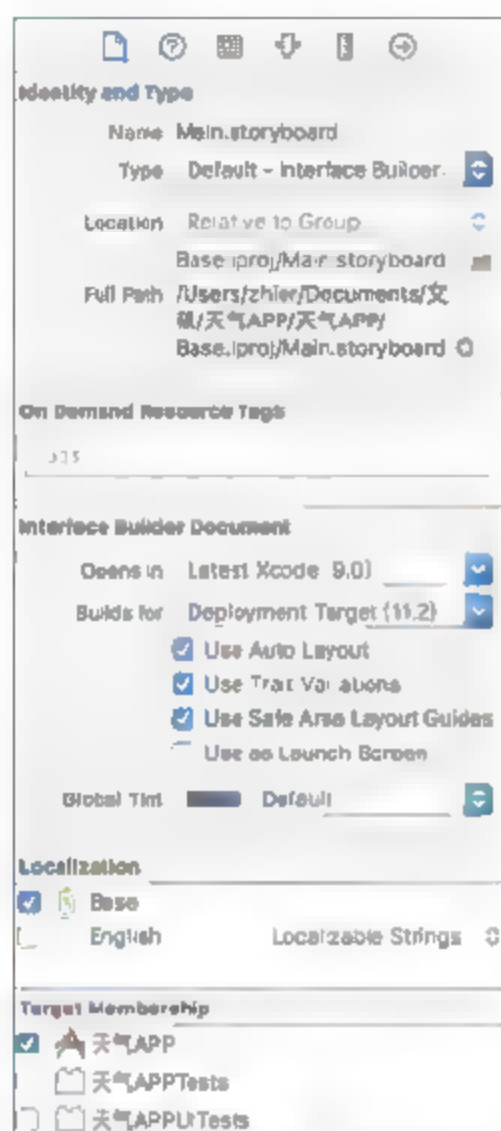 Identity and Type
Name Main.storyboard
Type Default - Interface Builder
Location Relative to Group
Base.lproj/Main.storyboard
Full Path /Users/zhier/Documents/文
/天气APP/天气APP/
Base.lproj/Main.storyboard
On Demand Resource Tags
Tags
Interface Builder Document
Opens in Latest Xcode (9.0)
Builds for Deployment Target (11.2)
Use Auto Layout
Use Trait Variations
Use Safe Area Layout Guides
Use as Launch Screen
Global Tint Default
Localization
Base
English Localizable Strings
Target Membership
天气APP
天气APPTests
天气APPUITests